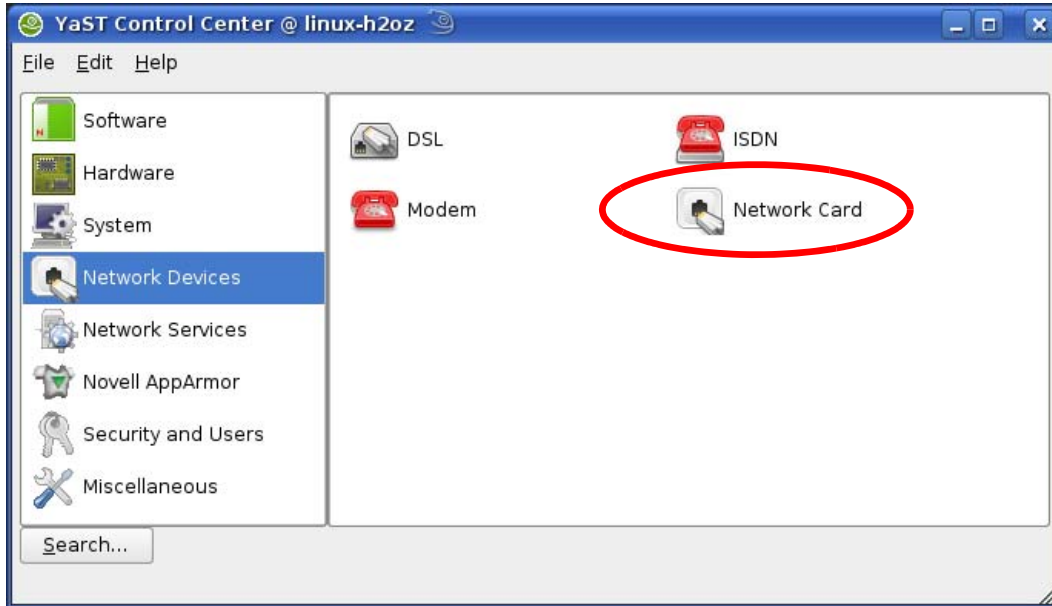 YaST Control Center @ linux-h2oz
File Edit Help
Software
Hardware
System
Network Devices
Network Services
Novell AppArmor
Security and Users
Miscellaneous
DSL
ISDN
Modem
Network Card
Search...